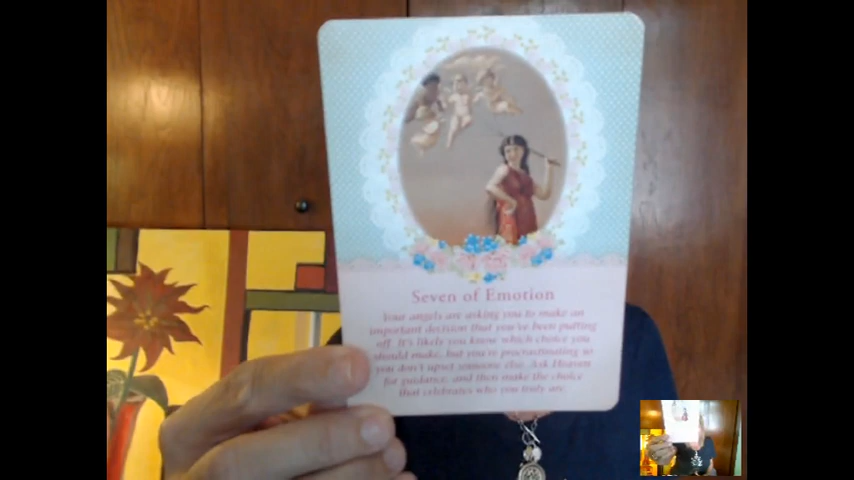 Seven of Emotion
Your angels are asking you to make an
important decision that you've been putting
off. It's likely you know which choice you
should make, but you're procrastinating so
you don't upset someone else. Ask Heaven
for guidance, and then make the choice
that celebrates who you truly are.